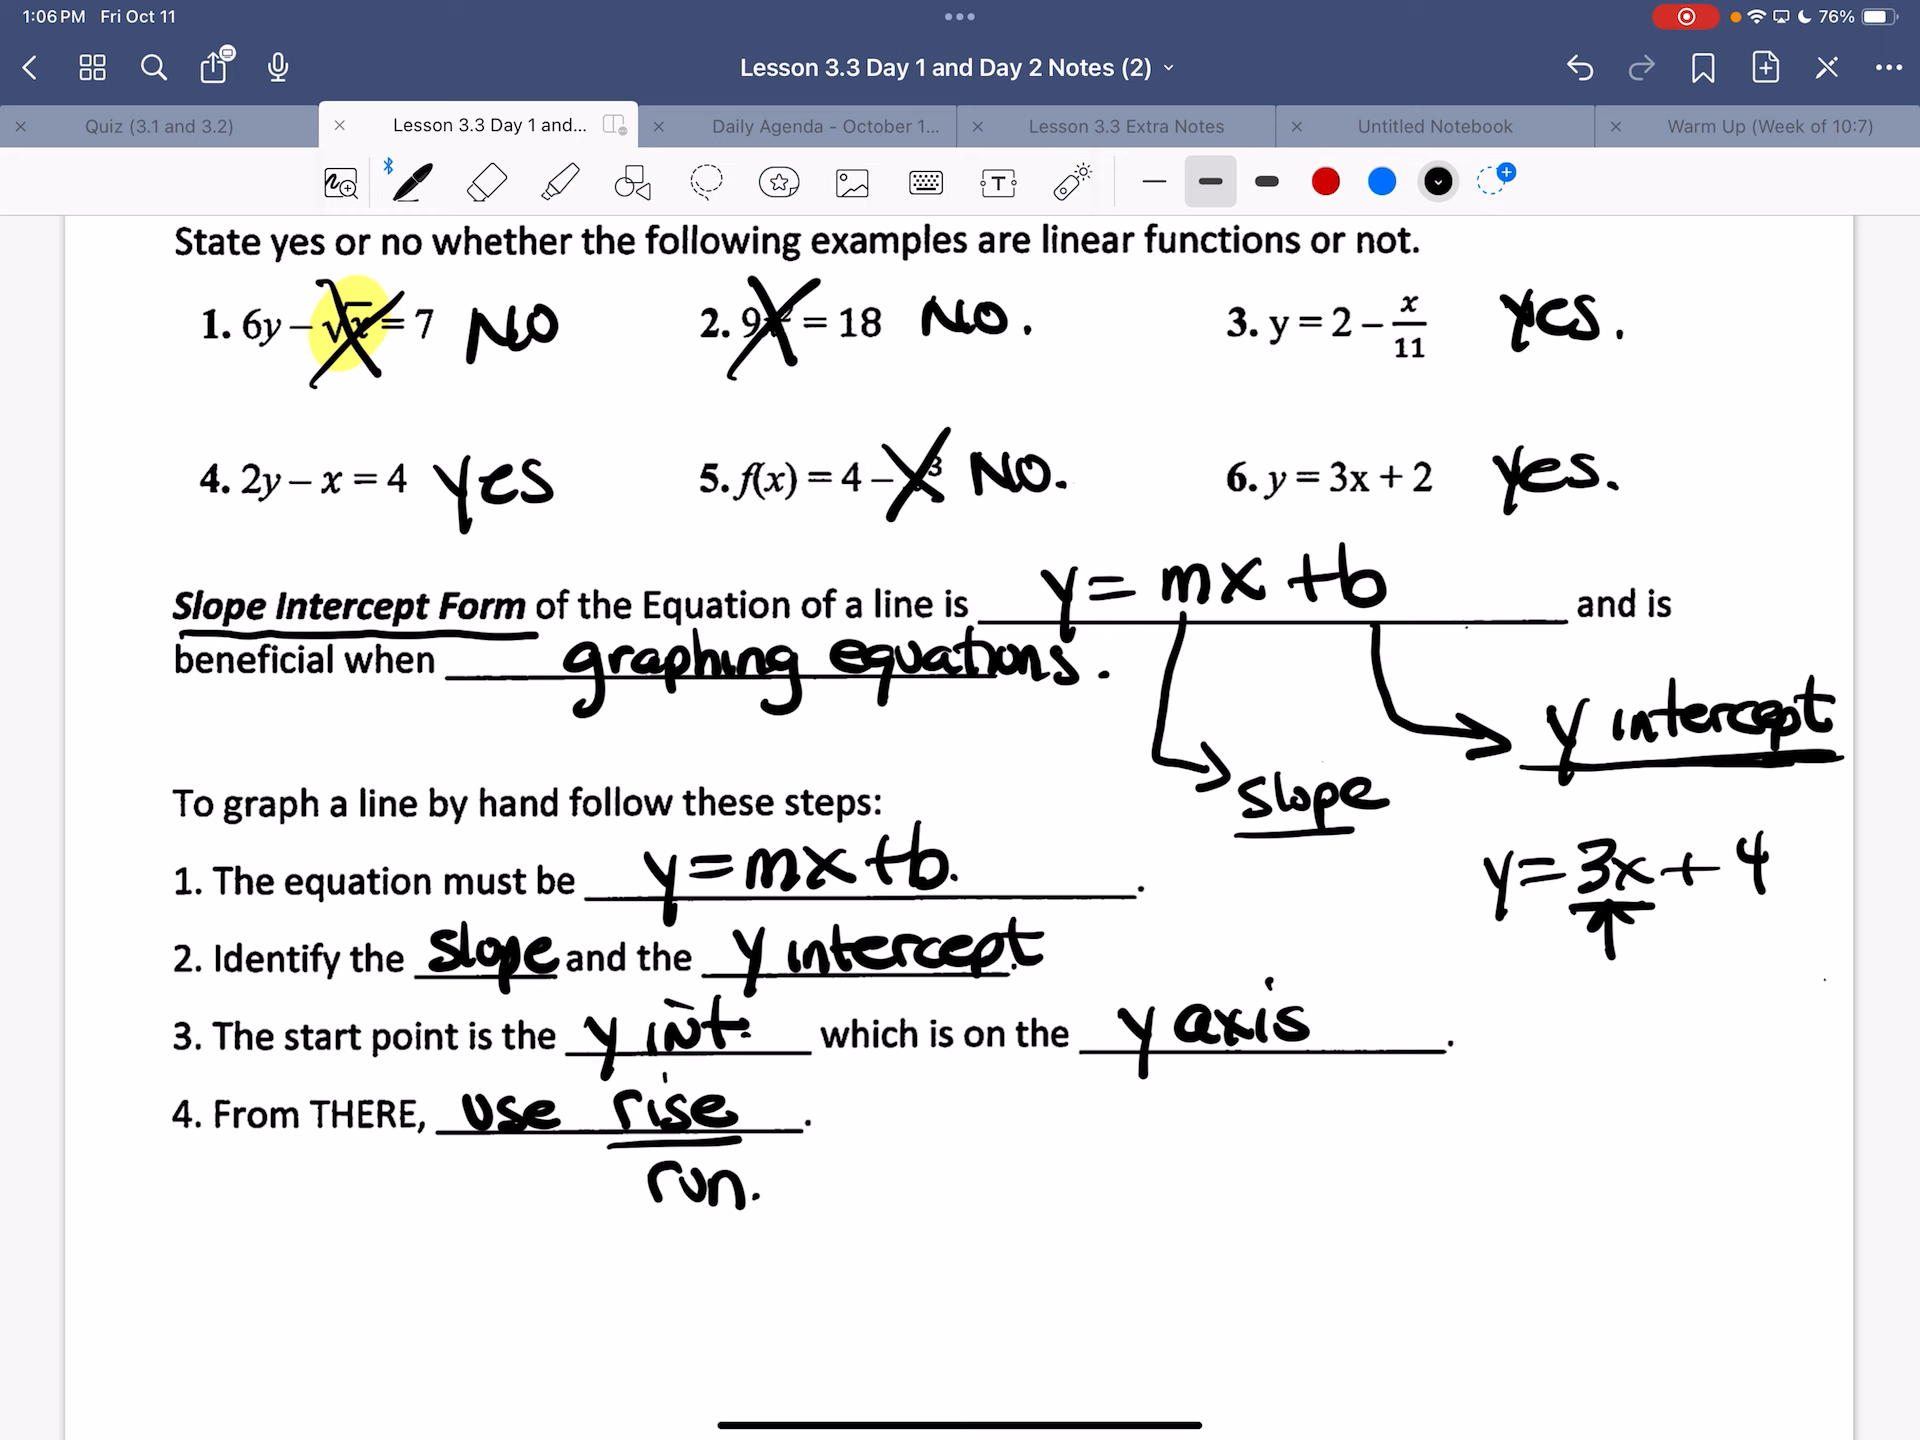 1:06 PM Fri Oct 11
76%
Lesson 3.3 Day 1 and Day 2 Notes (2)
Quiz (3.1 and 3.2)
Lesson 3.3 Day 1 and...
Daily Agenda - October 1...
Lesson 3.3 Extra Notes
Untitled Notebook
Warm Up (Week of 10:7)
State yes or no whether the following examples are linear functions or not.
1. 6y – √x = 7 NO
2. 9 = 18 NO.
3. y = 2 – x/11 yes.
4. 2y – x = 4 yes
5. f(x) = 4 – 3 NO.
6. y = 3x + 2 yes.
Slope Intercept Form of the Equation of a line is y = mx + b and is
beneficial when graphing equations.
y intercept
slope
To graph a line by hand follow these steps:
1. The equation must be y = mx + b.
y = 3x + 4
2. Identify the slope and the y intercept.
3. The start point is the y int. which is on the y axis.
4. From THERE, use rise.
run.